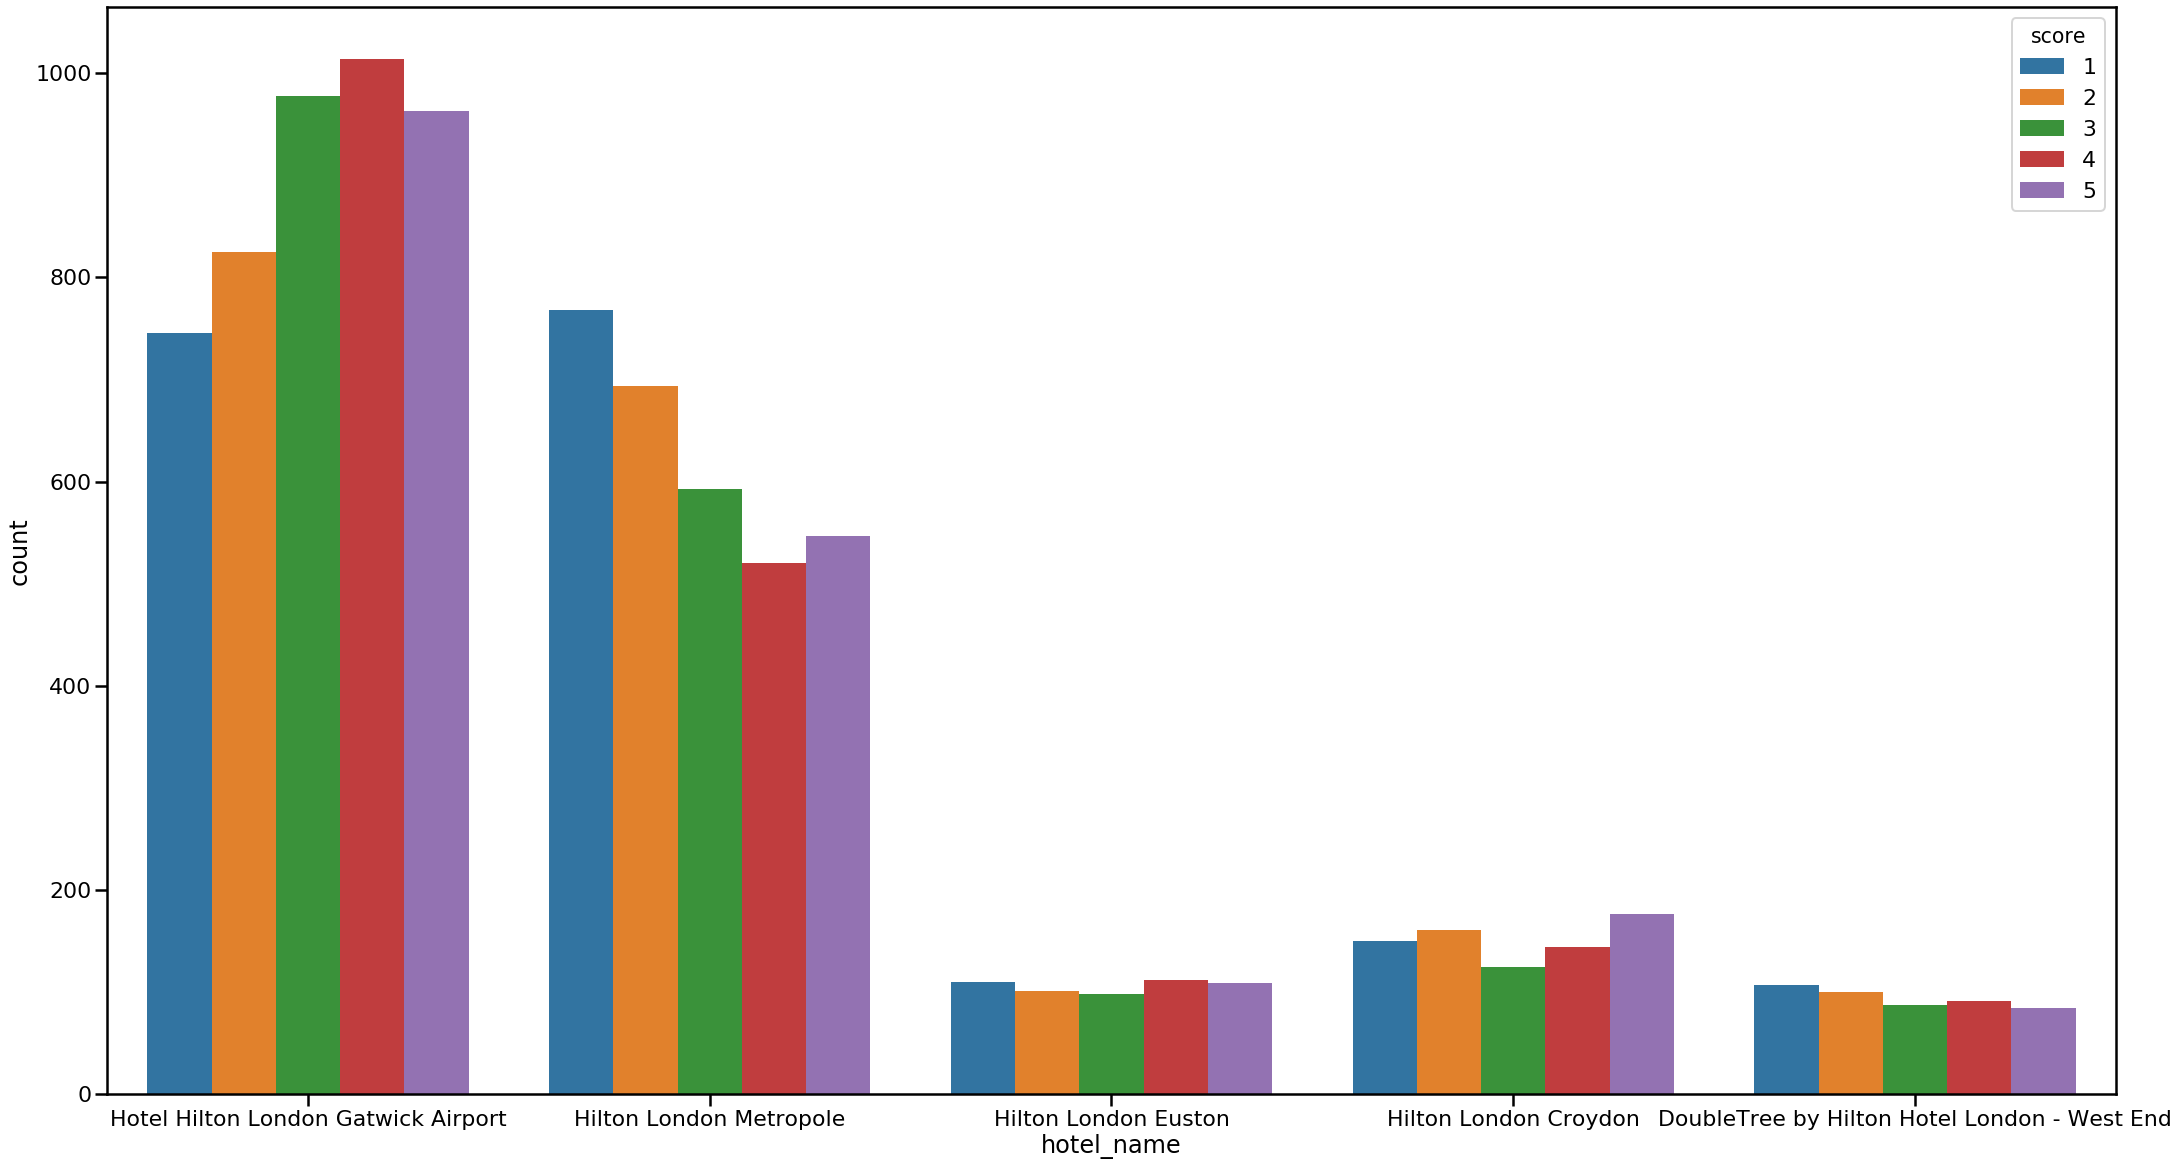 score
1
2
3
4
5
count
1000
800
600
400
200
0
Hotel Hilton London Gatwick Airport
Hilton London Metropole
Hilton London Euston
Hilton London Croydon
DoubleTree by Hilton Hotel London - West End
hotel_name